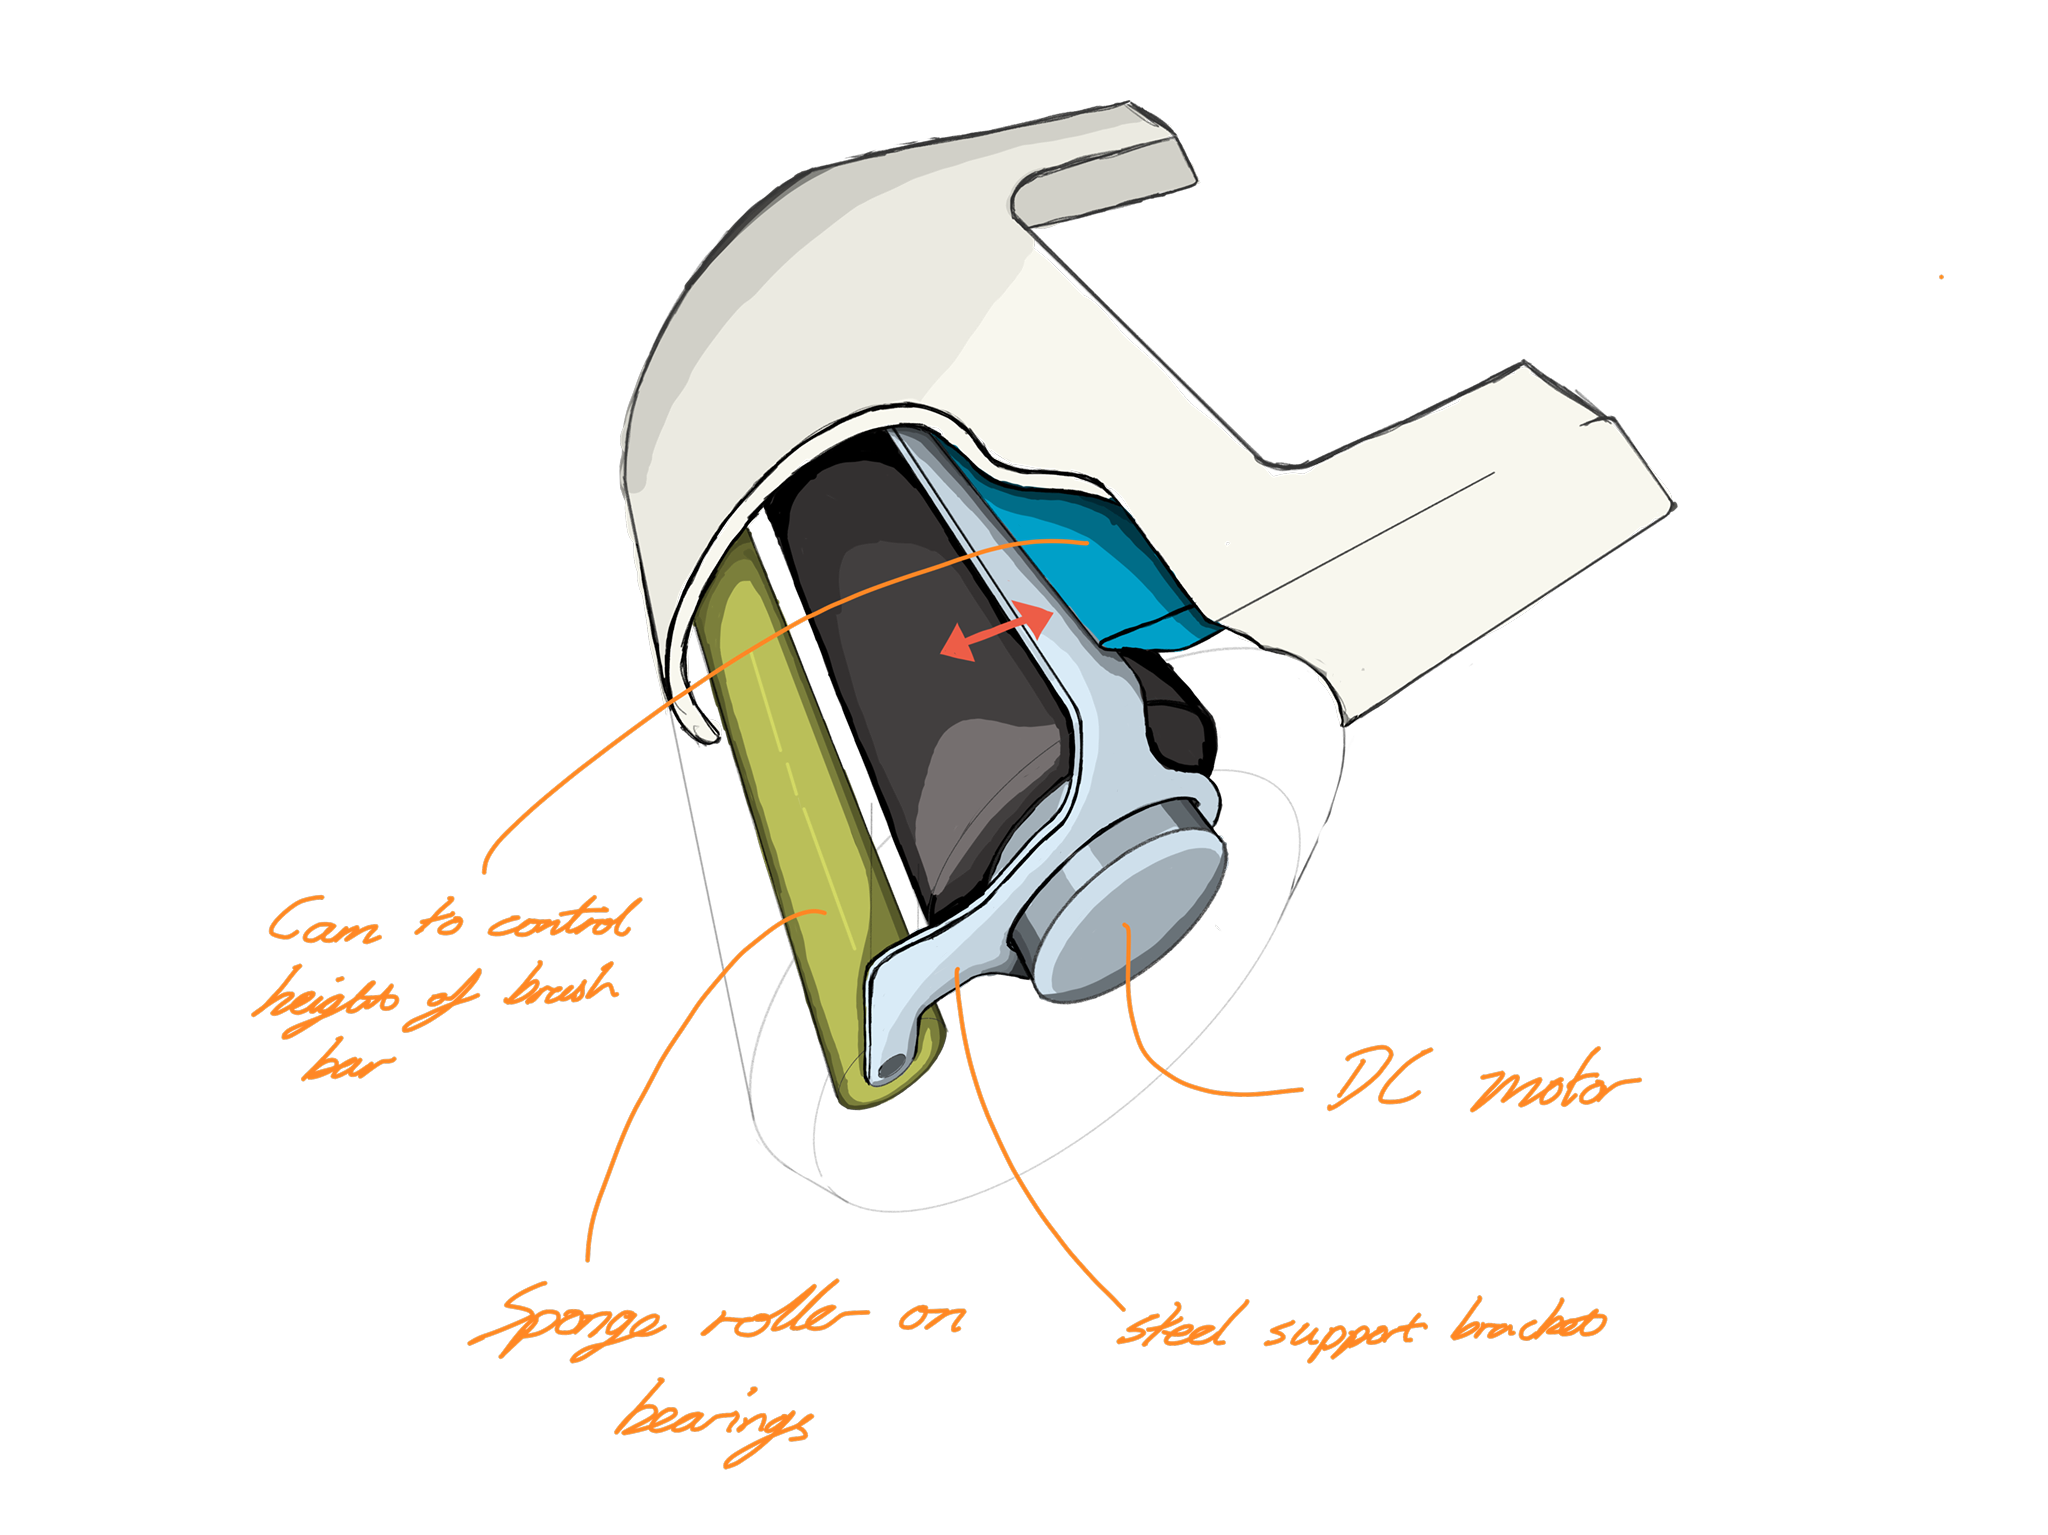 Cam to control
height of brush
bar
DC motor
Sponge roller on
bearings
steel support bracket